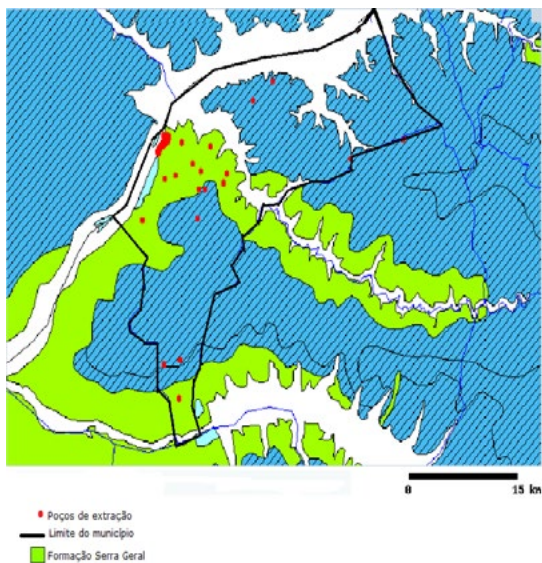 0 15 km
Poços de extração
Limite do município
Formação Serra Geral